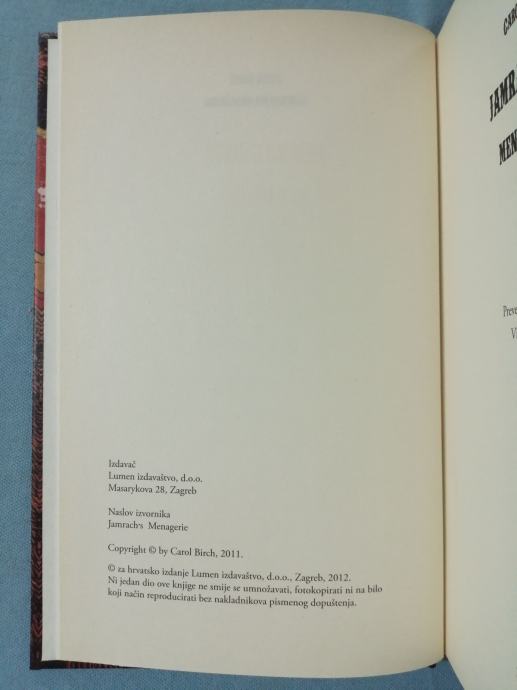 Izdavač
Lumen izdavaštvo, d.o.o.
Masarykova 28, Zagreb
Naslov izvornika
Jamrach's Menagerie
Copyright © by Carol Birch, 2011.
© za hrvatsko izdanje Lumen izdavaštvo, d.o.o., Zagreb, 2012.
Ni jedan dio ove knjige ne smije se umnožavati, fotokopirati ni na bilo
koji način reproducirati bez nakladnikova pismenog dopuštenja.